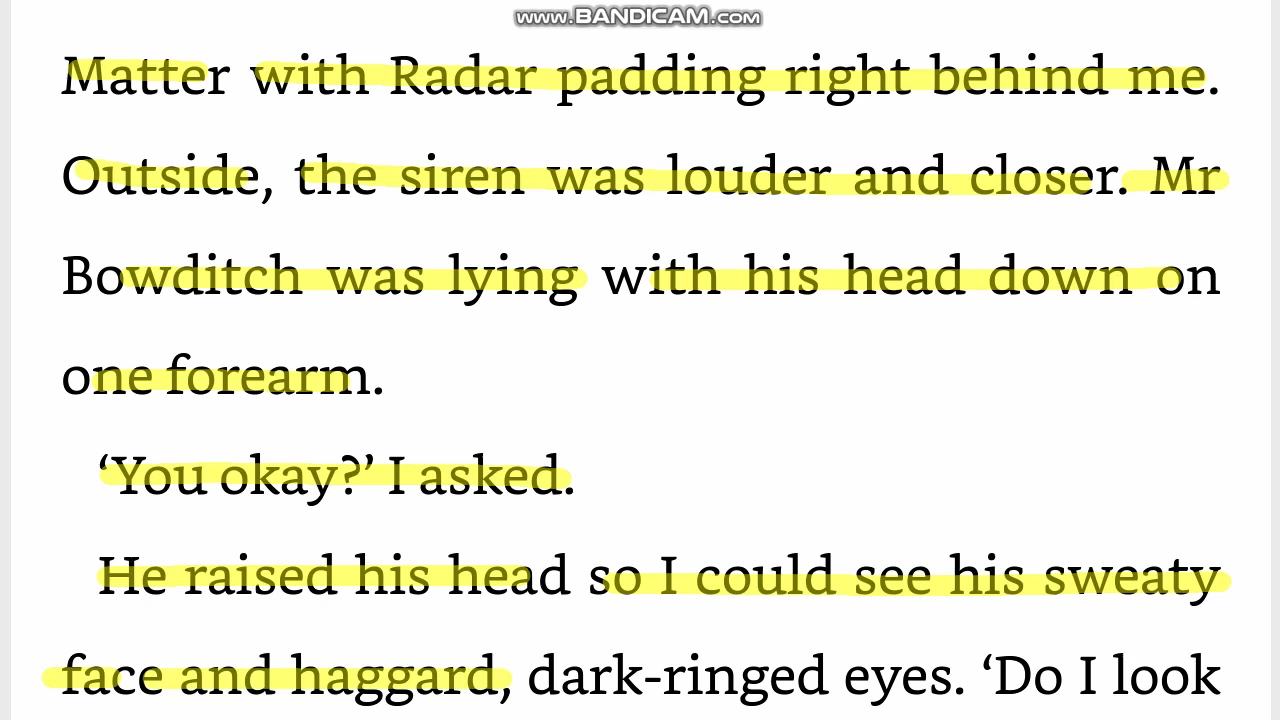 www.BANDICAM.com
Matter with Radar padding right behind me.
Outside, the siren was louder and closer. Mr
Bowditch was lying with his head down on
one forearm.
‘You okay?’ I asked.
He raised his head so I could see his sweaty
face and haggard, dark-ringed eyes. ‘Do I look